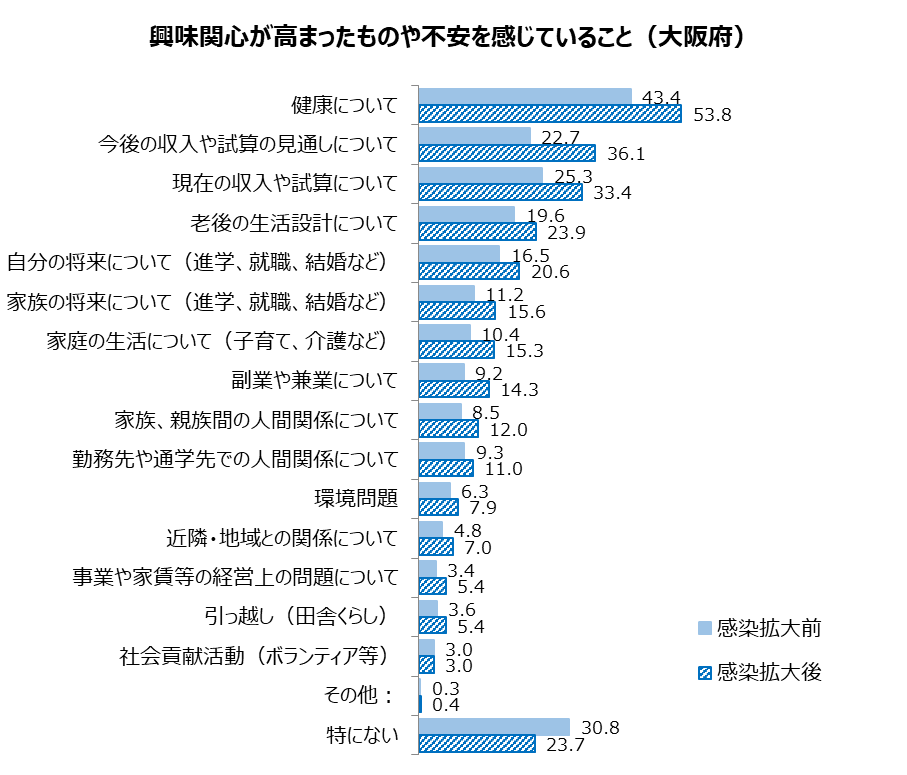 興味関心が高まったものや不安を感じていること（大阪府）
健康について
43.4
53.8
今後の収入や試算の見通しについて
22.7
36.1
現在の収入や試算について
25.3
33.4
老後の生活設計について
19.6
23.9
自分の将来について（進学、就職、結婚など）
16.5
20.6
家族の将来について（進学、就職、結婚など）
11.2
15.6
家庭の生活について（子育て、介護など）
10.4
15.3
副業や兼業について
9.2
14.3
家族、親族間の人間関係について
8.5
12.0
勤務先や通学先での人間関係について
9.3
11.0
環境問題
6.3
7.9
近隣・地域との関係について
4.8
7.0
事業や家賃等の経営上の問題について
3.4
5.4
引っ越し（田舎くらし）
3.6
5.4
社会貢献活動（ボランティア等）
3.0
3.0
その他：
0.3
0.4
特にない
30.8
23.7
感染拡大前
感染拡大後